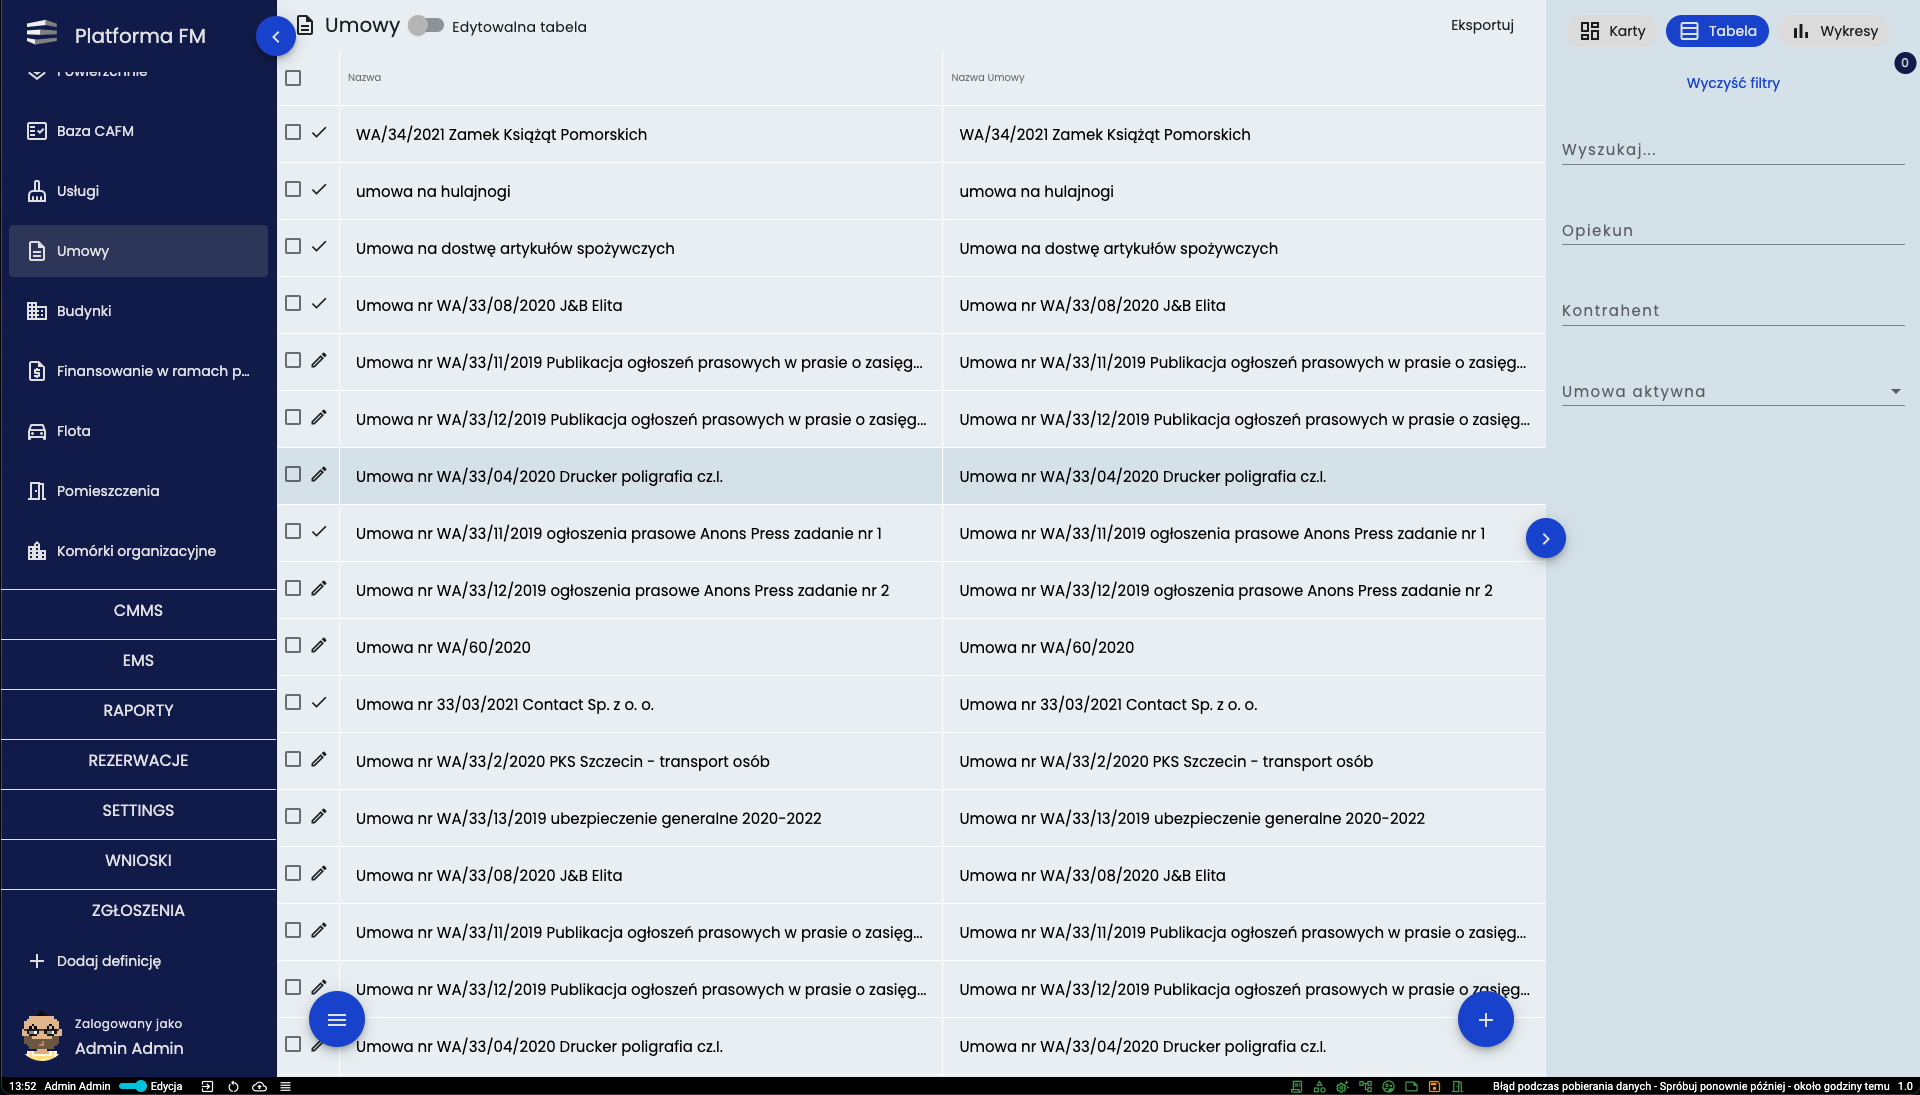 Platforma FM
Powierzchnie
Baza CAFM
Usługi
Umowy
Budynki
Finansowanie w ramach p...
Flota
Pomieszczenia
Komórki organizacyjne
CMMS
EMS
RAPORTY
REZERWACJE
SETTINGS
WNIOSKI
ZGŁOSZENIA
Dodaj definicję
Zalogowany jako
Admin Admin
Umowy Edytowalna tabela Eksportuj
Nazwa Nazwa Umowy
WA/34/2021 Zamek Książąt Pomorskich WA/34/2021 Zamek Książąt Pomorskich
umowa na hulajnogi umowa na hulajnogi
Umowa na dostwę artykułów spożywczych Umowa na dostwę artykułów spożywczych
Umowa nr WA/33/08/2020 J&B Elita Umowa nr WA/33/08/2020 J&B Elita
Umowa nr WA/33/11/2019 Publikacja ogłoszeń prasowych w prasie o zasięg... Umowa nr WA/33/11/2019 Publikacja ogłoszeń prasowych w prasie o zasięg...
Umowa nr WA/33/12/2019 Publikacja ogłoszeń prasowych w prasie o zasięg... Umowa nr WA/33/12/2019 Publikacja ogłoszeń prasowych w prasie o zasięg...
Umowa nr WA/33/04/2020 Drucker poligrafia cz.I. Umowa nr WA/33/04/2020 Drucker poligrafia cz.I.
Umowa nr WA/33/11/2019 ogłoszenia prasowe Anons Press zadanie nr 1 Umowa nr WA/33/11/2019 ogłoszenia prasowe Anons Press zadanie nr 1
Umowa nr WA/33/12/2019 ogłoszenia prasowe Anons Press zadanie nr 2 Umowa nr WA/33/12/2019 ogłoszenia prasowe Anons Press zadanie nr 2
Umowa nr WA/60/2020 Umowa nr WA/60/2020
Umowa nr 33/03/2021 Contact Sp. z o. o. Umowa nr 33/03/2021 Contact Sp. z o. o.
Umowa nr WA/33/2/2020 PKS Szczecin - transport osób Umowa nr WA/33/2/2020 PKS Szczecin - transport osób
Umowa nr WA/33/13/2019 ubezpieczenie generalne 2020-2022 Umowa nr WA/33/13/2019 ubezpieczenie generalne 2020-2022
Umowa nr WA/33/08/2020 J&B Elita Umowa nr WA/33/08/2020 J&B Elita
Umowa nr WA/33/11/2019 Publikacja ogłoszeń prasowych w prasie o zasięg... Umowa nr WA/33/11/2019 Publikacja ogłoszeń prasowych w prasie o zasięg...
Umowa nr WA/33/12/2019 Publikacja ogłoszeń prasowych w prasie o zasięg... Umowa nr WA/33/12/2019 Publikacja ogłoszeń prasowych w prasie o zasięg...
Umowa nr WA/33/04/2020 Drucker poligrafia cz.I. Umowa nr WA/33/04/2020 Drucker poligrafia cz.I.
Karty Tabela Wykresy
0
Wyczyść filtry
Wyszukaj...
Opiekun
Kontrahent
Umowa aktywna
13:52 Admin Admin Edycja Błąd podczas pobierania danych - Spróbuj ponownie później - około godziny temu 1.0